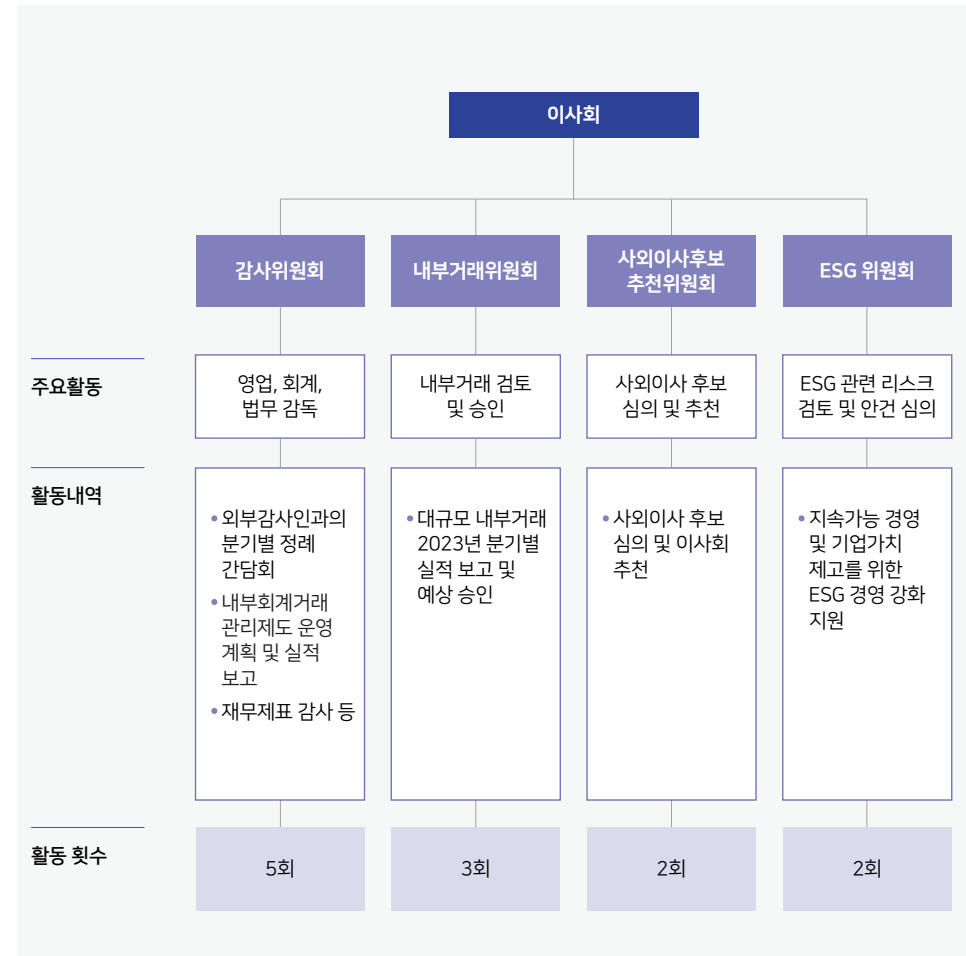 이사회
감사위원회
내부거래위원회
사외이사후보
추천위원회
ESG 위원회
주요활동
영업, 회계,
법무 감독
내부거래 검토
및 승인
사외이사 후보
심의 및 추천
ESG 관련 리스크
검토 및 안건 심의
활동내역
• 외부감사인과의
분기별 정례
간담회
• 내부회계거래
관리제도 운영
계획 및 실적
보고
• 재무제표 감사 등
• 대규모 내부거래
2023년 분기별
실적 보고 및
예상 승인
• 사외이사 후보
심의 및 이사회
추천
• 지속가능 경영
및 기업가치
제고를 위한
ESG 경영 강화
지원
활동 횟수
5회
3회
2회
2회